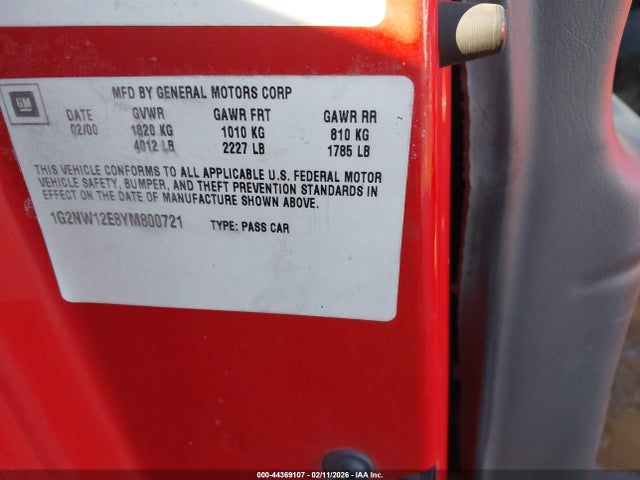 MFD BY GENERAL MOTORS CORP
GM DATE GVWR GAWR FRT GAWR RR
02/00 1820 KG 1010 KG 810 KG
4012 LB 2227 LB 1785 LB
THIS VEHICLE CONFORMS TO ALL APPLICABLE U.S. FEDERAL MOTOR
VEHICLE SAFETY, BUMPER, AND THEFT PREVENTION STANDARDS IN
EFFECT ON THE DATE OF MANUFACTURE SHOWN ABOVE.
1G2NW12E8YM800721 TYPE: PASS CAR
000-44369107 - 02/11/2026 - © IAA Inc.